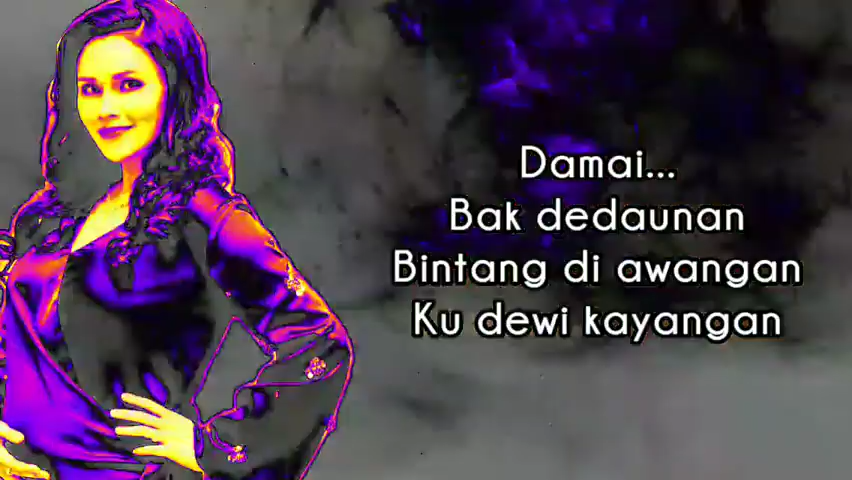 Damai...
Bak dedaunan
Bintang di awangan
Ku dewi kayangan